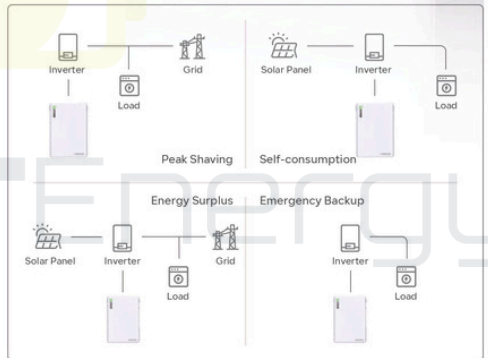 Inverter
Grid
Load
Peak Shaving
Solar Panel
Inverter
Load
Self-consumption
Energy Surplus
Solar Panel
Inverter
Grid
Load
Emergency Backup
Inverter
Load
Energy